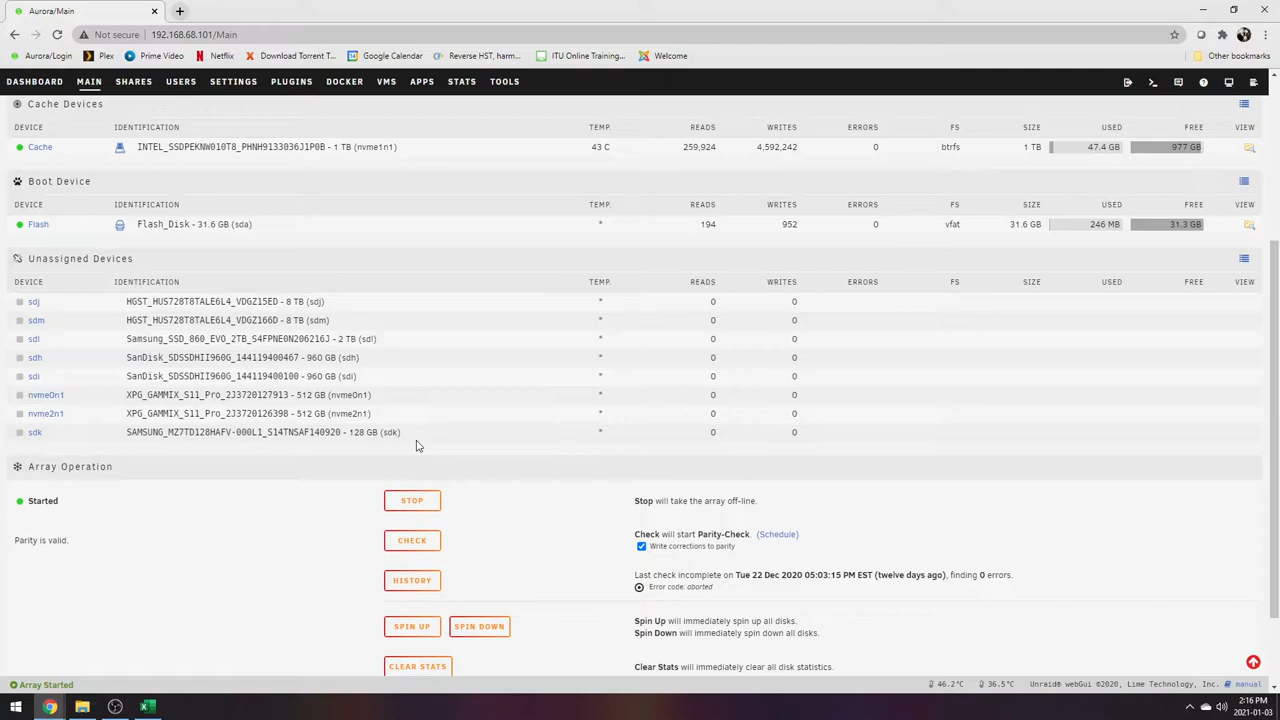 Aurora/Main
Not secure 192.168.68.101/Main
Aurora/Login Plex Prime Video Netflix Download Torrent T... Google Calendar Reverse HST, harm... ITU Online Training... Welcome Other bookmarks
DASHBOARD MAIN SHARES USERS SETTINGS PLUGINS DOCKER VMS APPS STATS TOOLS
Cache Devices
DEVICE IDENTIFICATION TEMP. READS WRITES ERRORS FS SIZE USED FREE VIEW
Cache INTEL_SSDPEKNW010T8_PHNH9133036J1P0B - 1 TB (nvme1n1) 43 C 259,924 4,592,242 0 btrfs 1 TB 47.4 GB 977 GB
Boot Device
DEVICE IDENTIFICATION TEMP. READS WRITES ERRORS FS SIZE USED FREE VIEW
Flash Flash_Disk - 31.6 GB (sda) * 194 952 0 vfat 31.6 GB 246 MB 31.3 GB
Unassigned Devices
DEVICE IDENTIFICATION TEMP. READS WRITES ERRORS FS SIZE USED FREE VIEW
sdj HGST_HUS728T8TALE6L4_VDGZ15ED - 8 TB (sdj) * 0 0
sdm HGST_HUS728T8TALE6L4_VDGZ166D - 8 TB (sdm) * 0 0
sdl Samsung_SSD_860_EVO_2TB_S4FPNE0N206216J - 2 TB (sdl) * 0 0
sdh SanDisk_SDSSDHII960G_144119400467 - 960 GB (sdh) * 0 0
sdi SanDisk_SDSSDHII960G_144119400100 - 960 GB (sdi) * 0 0
nvme0n1 XPG_GAMMIX_S11_Pro_2J3720127913 - 512 GB (nvme0n1) * 0 0
nvme2n1 XPG_GAMMIX_S11_Pro_2J3720126398 - 512 GB (nvme2n1) * 0 0
sdk SAMSUNG_MZ7TD128HAFV-000L1_S14TNSAF140920 - 128 GB (sdk) * 0 0
Array Operation
Started STOP Stop will take the array off-line.
Parity is valid. CHECK Check will start Parity-Check. (Schedule)
Write corrections to parity
HISTORY Last check incomplete on Tue 22 Dec 2020 05:03:15 PM EST (twelve days ago), finding 0 errors.
Error code: aborted
SPIN UP SPIN DOWN Spin Up will immediately spin up all disks.
Spin Down will immediately spin down all disks.
CLEAR STATS Clear Stats will immediately clear all disk statistics.
Array Started 46.2°C 36.5°C Unraid® webGui ©2020, Lime Technology, Inc. manual
2:16 PM
2021-01-03